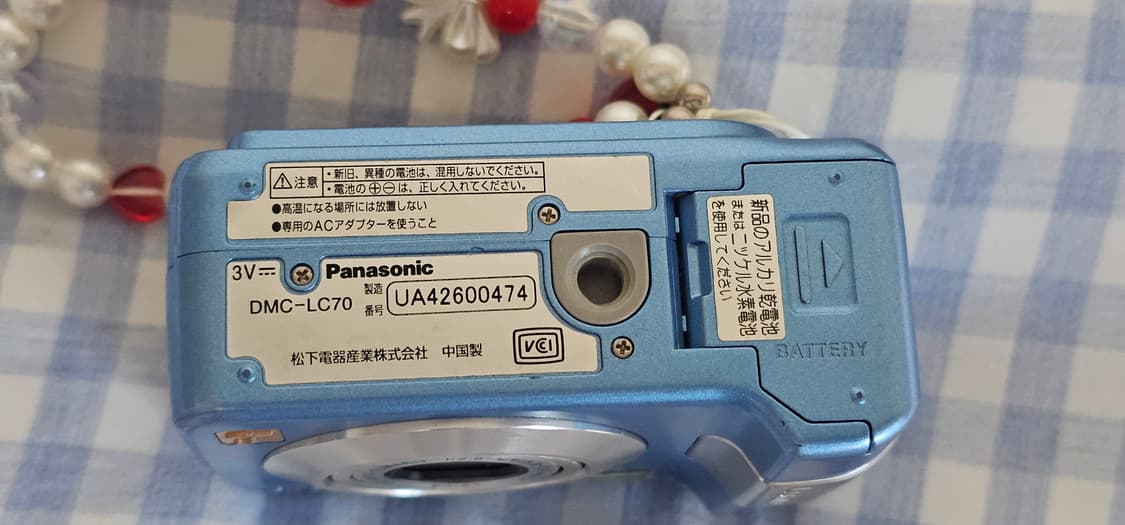 注意
・新旧、異種の電池は、混用しないでください。
・電池の⊕⊖は、正しく入れてください。
●高温になる場所には放置しない
●専用のACアダプターを使うこと
3V⎓ Panasonic
DMC-LC70 製造番号 UA42600474
松下電器産業株式会社 中国製
VCCI
新品のアルカリ乾電池
またはニッケル水素電池
を使用してください
BATTERY